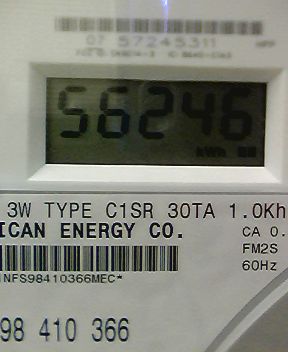 07 57245311
56246
kWh
3W TYPE C1SR 30TA 1.0Kh
ICAN ENERGY CO.
CA 0.
FM2S
60Hz
NFS98410366MEC*
98 410 366